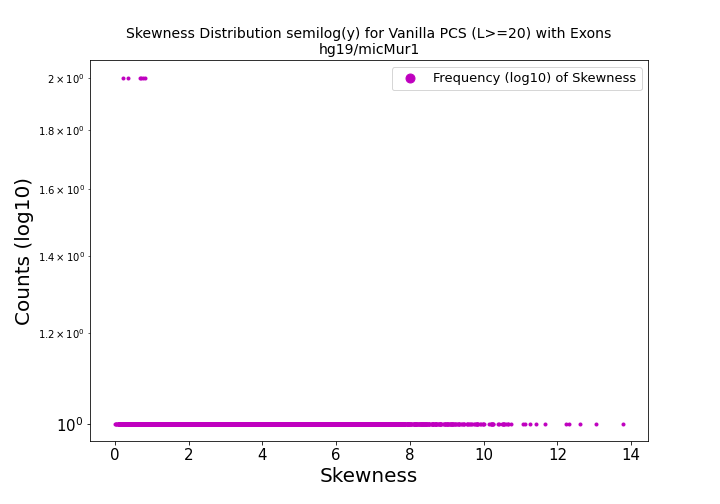 Skewness Distribution semilog(y) for Vanilla PCS (L>=20) with Exons
hg19/micMur1
Frequency (log10) of Skewness
Counts (log10)
2 × 10⁰
1.8 × 10⁰
1.6 × 10⁰
1.4 × 10⁰
1.2 × 10⁰
10⁰
0 2 4 6 8 10 12 14
Skewness